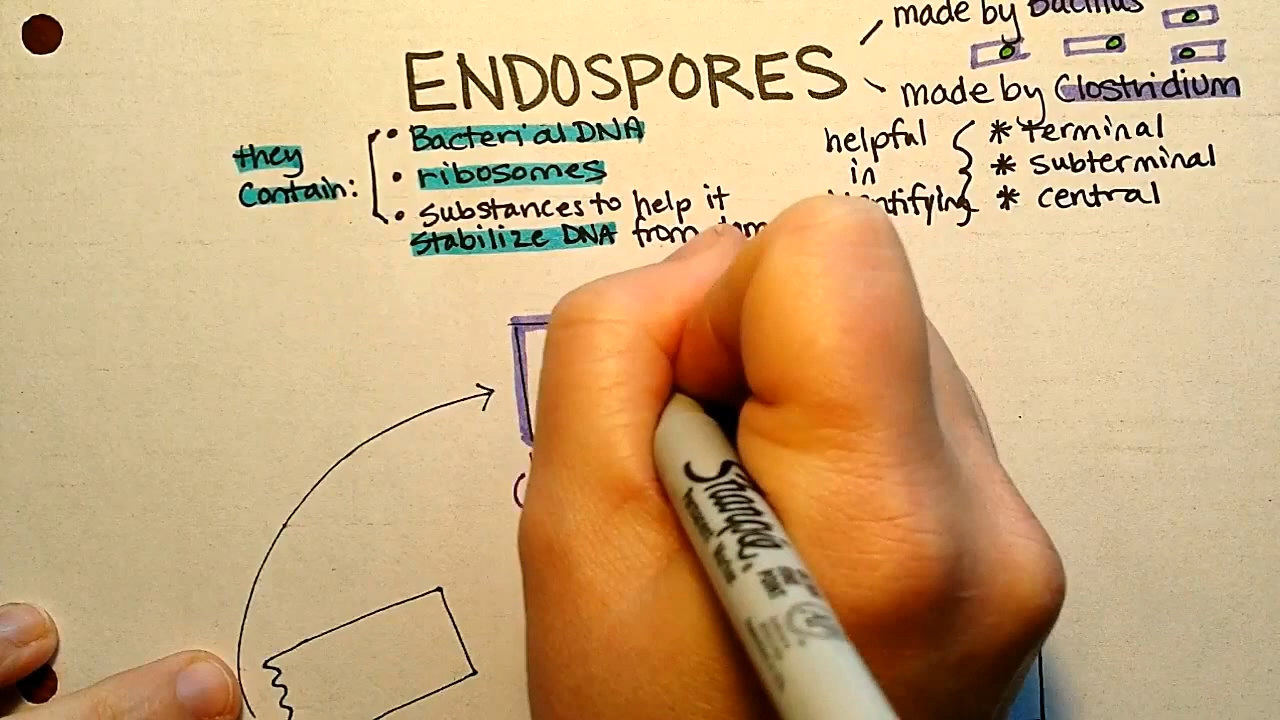 made by Bacillus
ENDOSPORES
made by Clostridium
they
contain:
• Bacterial DNA
• ribosomes
• substances to help it
stabilize DNA from
helpful
in
* terminal
* subterminal
* central
Sharpie